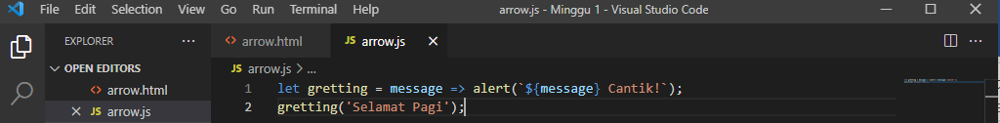 File Edit Selection View Go Run Terminal Help arrow.js - Minggu 1 - Visual Studio Code
EXPLORER ... <> arrow.html JS arrow.js × ...
OPEN EDITORS JS arrow.js > ...
<> arrow.html 1 let gretting = message => alert(`${message} Cantik!`);
× JS arrow.js 2 gretting('Selamat Pagi');